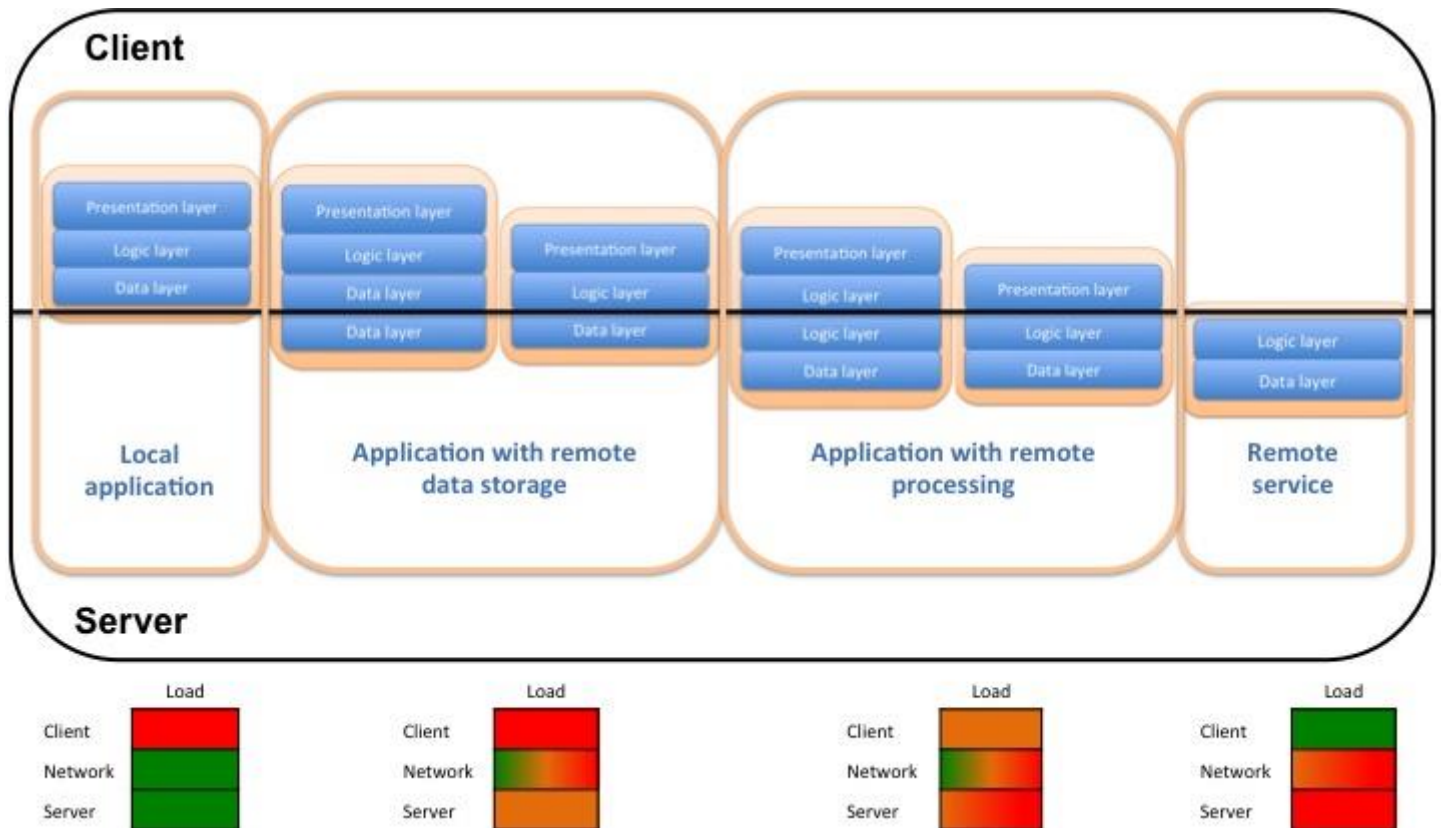 Client
Presentation layer
Logic layer
Data layer
Presentation layer
Logic layer
Data layer
Data layer
Presentation layer
Logic layer
Data layer
Presentation layer
Logic layer
Logic layer
Data layer
Presentation layer
Logic layer
Data layer
Logic layer
Data layer
Local
application
Application with remote
data storage
Application with remote
processing
Remote
service
Server
Load
Client
Network
Server
Load
Client
Network
Server
Load
Client
Network
Server
Load
Client
Network
Server